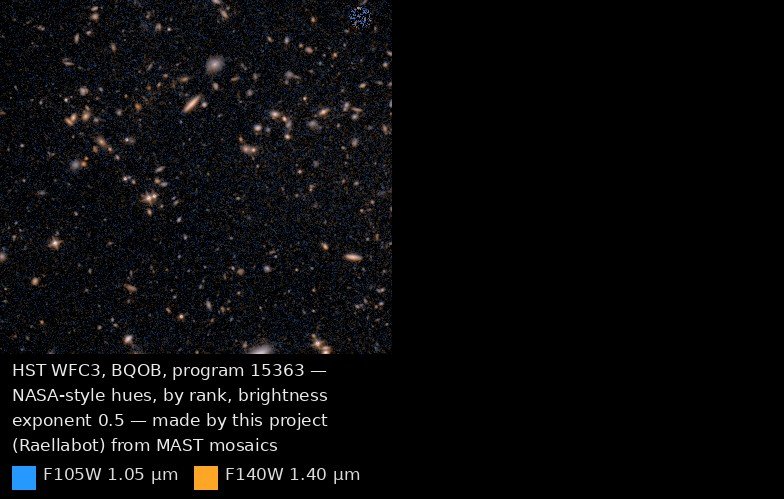 HST WFC3, BQOB, program 15363 —
NASA-style hues, by rank, brightness
exponent 0.5 — made by this project
(Raellabot) from MAST mosaics
F105W 1.05 µm F140W 1.40 µm